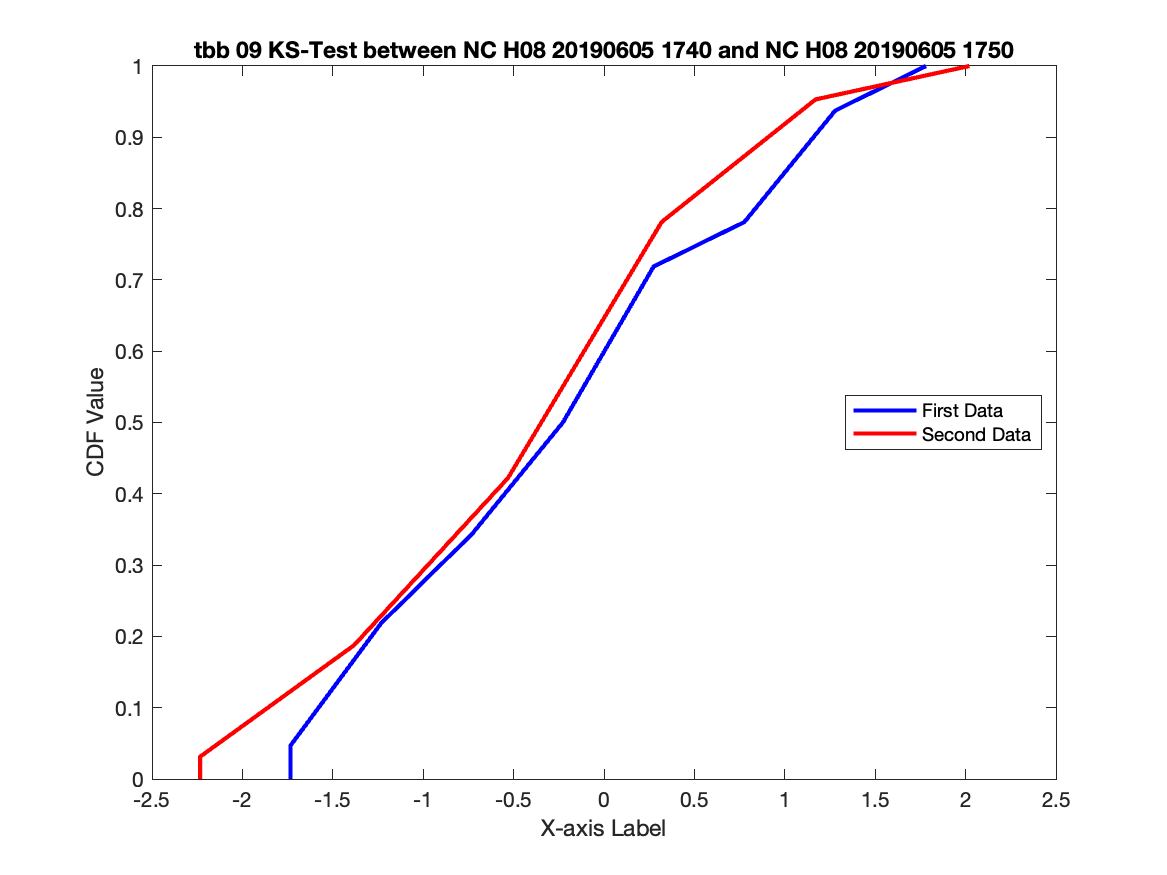 tbb 09 KS-Test between NC H08 20190605 1740 and NC H08 20190605 1750
1
0.9
0.8
0.7
0.6
0.5
0.4
0.3
0.2
0.1
0
CDF Value
First Data
Second Data
-2.5 -2 -1.5 -1 -0.5 0 0.5 1 1.5 2 2.5
X-axis Label